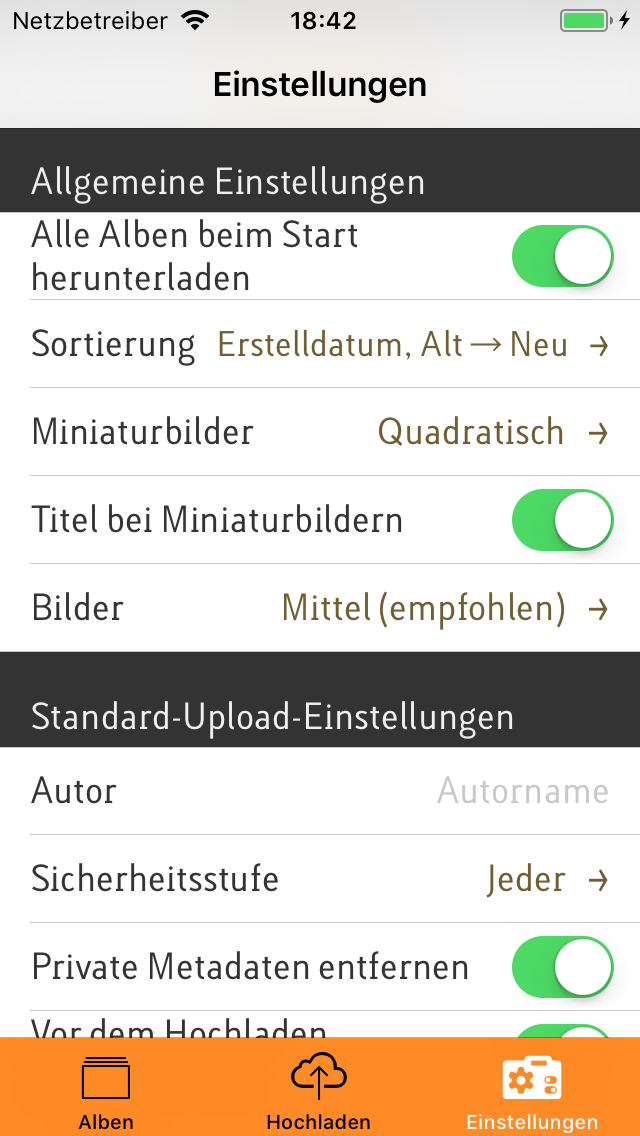 Netzbetreiber 18:42
Einstellungen
Allgemeine Einstellungen
Alle Alben beim Start
herunterladen
Sortierung Erstelldatum, Alt → Neu →
Miniaturbilder Quadratisch →
Titel bei Miniaturbildern
Bilder Mittel (empfohlen) →
Standard-Upload-Einstellungen
Autor Autorname
Sicherheitsstufe Jeder →
Private Metadaten entfernen
Vor dem Hochladen
Alben Hochladen Einstellungen